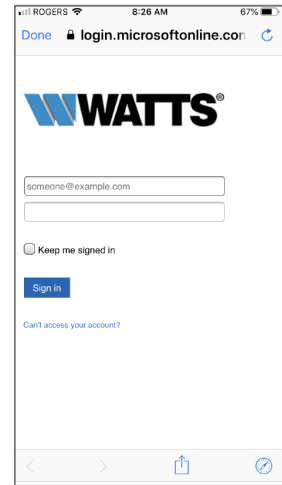 ROGERS 8:26 AM 67%
Done login.microsoftonline.con
WATTS®
someone@example.com
Keep me signed in
Sign in
Can't access your account?